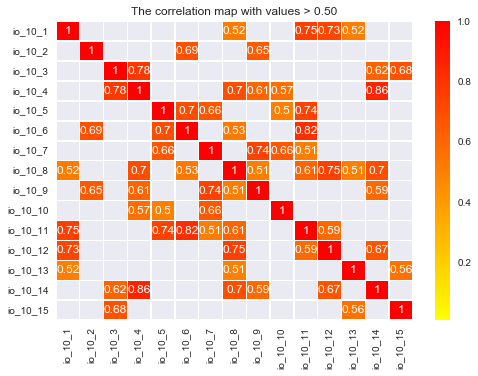 The correlation map with values > 0.50
io_10_1 1 0.52 0.75 0.73 0.52
io_10_2 1 0.69 0.65
io_10_3 1 0.78 0.62 0.68
io_10_4 0.78 1 0.7 0.61 0.57 0.86
io_10_5 1 0.7 0.66 0.5 0.74
io_10_6 0.69 0.7 1 0.53 0.82
io_10_7 0.66 1 0.74 0.66 0.51
io_10_8 0.52 0.7 0.53 1 0.51 0.61 0.75 0.51 0.7
io_10_9 0.65 0.61 0.74 0.51 1 0.59
io_10_10 0.57 0.5 0.66 1
io_10_11 0.75 0.74 0.82 0.51 0.61 1 0.59
io_10_12 0.73 0.75 0.59 1 0.67
io_10_13 0.52 0.51 1 0.56
io_10_14 0.62 0.86 0.7 0.59 0.67 1
io_10_15 0.68 0.56 1
io_10_1 io_10_2 io_10_3 io_10_4 io_10_5 io_10_6 io_10_7 io_10_8 io_10_9 io_10_10 io_10_11 io_10_12 io_10_13 io_10_14 io_10_15
1.0
0.8
0.6
0.4
0.2